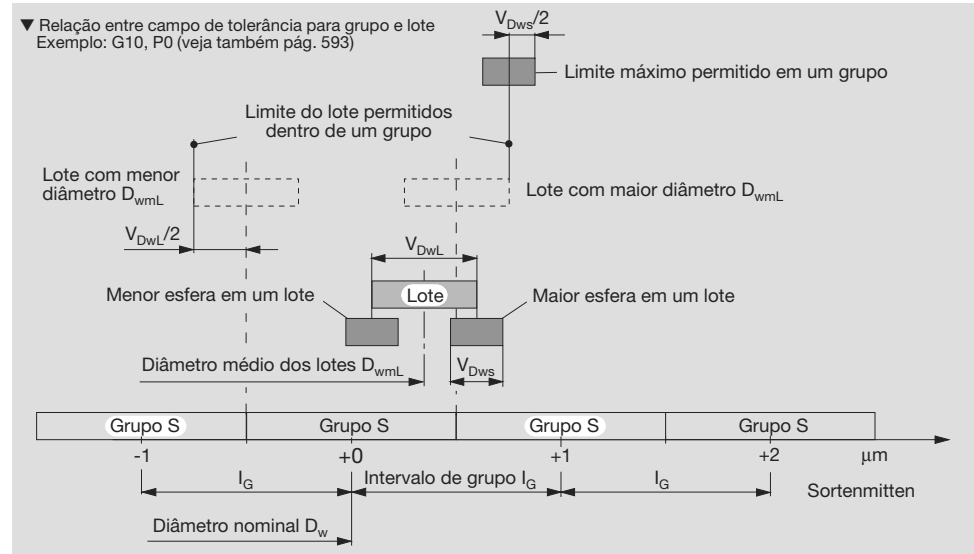 ▼ Relação entre campo de tolerância para grupo e lote
Exemplo: G10, P0 (veja também pág. 593)
V_Dws/2
Limite máximo permitido em um grupo
Limite do lote permitidos
dentro de um grupo
Lote com menor
diâmetro D_wmL
Lote com maior diâmetro D_wmL
V_DwL/2
V_DwL
Menor esfera em um lote
Lote
Maior esfera em um lote
Diâmetro médio dos lotes D_wmL
V_Dws
Grupo S
Grupo S
Grupo S
Grupo S
-1
+0
+1
+2
µm
I_G
Intervalo de grupo I_G
I_G
Sortenmitten
Diâmetro nominal D_w